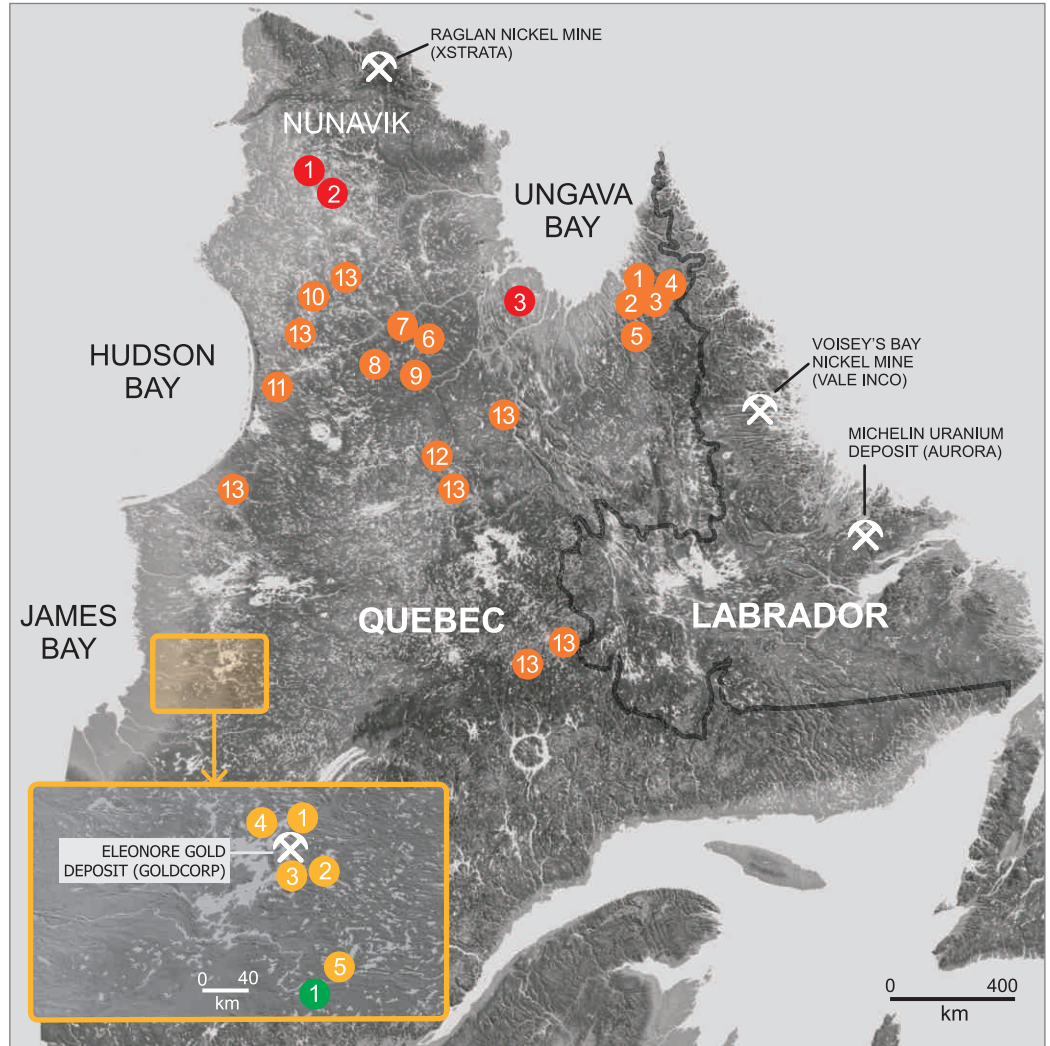 RAGLAN NICKEL MINE
(XSTRATA)
NUNAVIK
1
2
UNGAVA
BAY
13
10
13
3
1
4
2
3
5
7
6
8
9
11
HUDSON
BAY
VOISEY'S BAY
NICKEL MINE
(VALE INCO)
13
MICHELIN URANIUM
DEPOSIT (AURORA)
12
13
13
JAMES
BAY
QUEBEC
LABRADOR
13
13
4
1
ELEONORE GOLD
DEPOSIT (GOLDCORP)
3
2
5
1
0 40
km
0 400
km